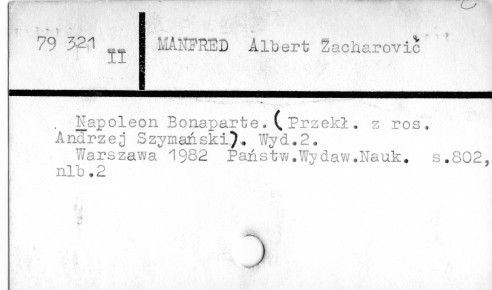 79 321 II MANFRED Albert Zacharovič
Napoleon Bonaparte. (Przekł. z ros.
Andrzej Szymański). Wyd.2.
Warszawa 1982 Państw.Wydaw.Nauk. s.802,
nlb.2